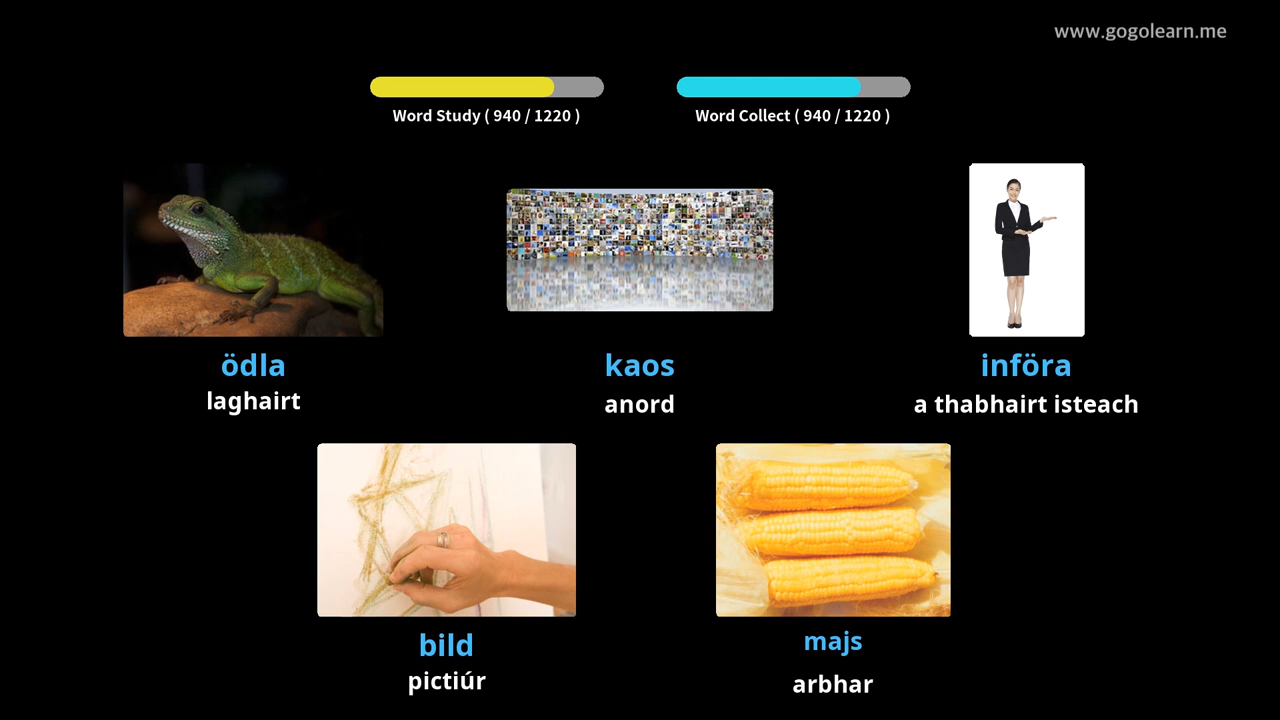 www.gogolearn.me
Word Study ( 940 / 1220 )
Word Collect ( 940 / 1220 )
ödla
laghairt
kaos
anord
införa
a thabhairt isteach
bild
pictiúr
majs
arbhar